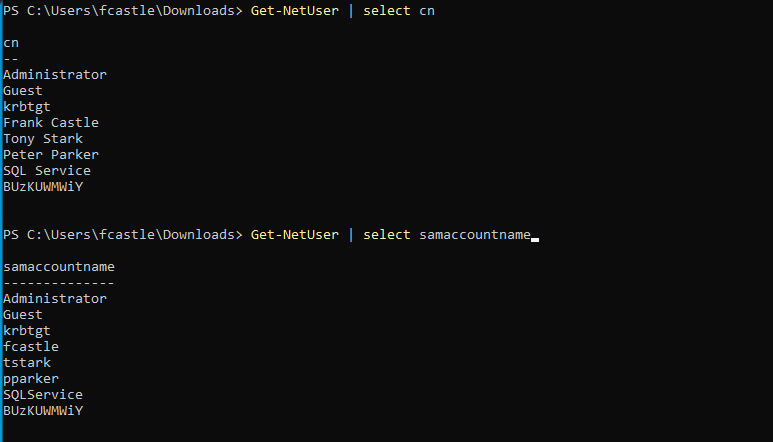 PS C:\Users\fcastle\Downloads> Get-NetUser | select cn
cn
--
Administrator
Guest
krbtgt
Frank Castle
Tony Stark
Peter Parker
SQL Service
BUzKUWMWiY
PS C:\Users\fcastle\Downloads> Get-NetUser | select samaccountname
samaccountname
--------------
Administrator
Guest
krbtgt
fcastle
tstark
pparker
SQLService
BUzKUWMWiY